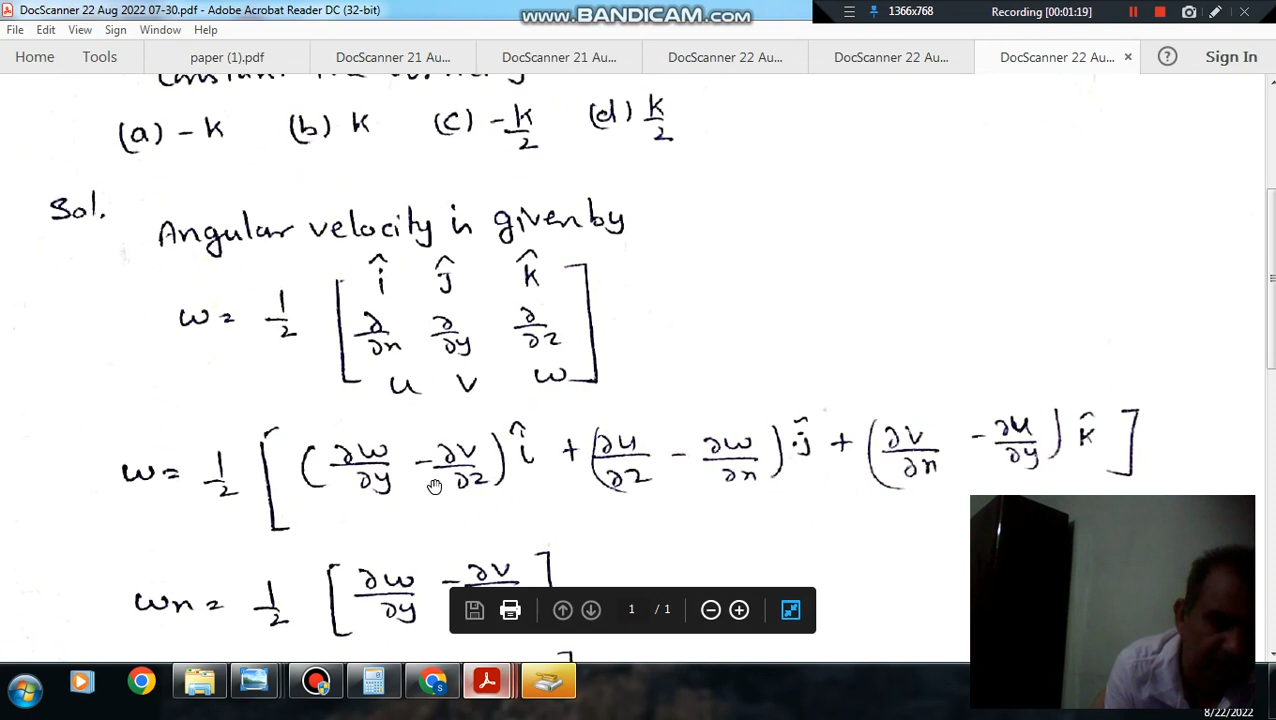 DocScanner 22 Aug 2022 07-30.pdf - Adobe Acrobat Reader DC (32-bit)
www.BANDICAM.com
1366x768
Recording [00:01:19]
File Edit View Sign Window Help
Home Tools paper (1).pdf DocScanner 21 Au... DocScanner 21 Au... DocScanner 22 Au... DocScanner 22 Au... DocScanner 22 Au... × ? Sign In
(a) - K (b) K (c) - K/2 (d) K/2
Sol.
Angular velocity is given by
î ĵ k̂
ω = 1/2 [ ∂/∂x ∂/∂y ∂/∂z ]
u v w
ω = 1/2 [ (∂w/∂y - ∂v/∂z) î + (∂u/∂z - ∂w/∂x) ĵ + (∂v/∂x - ∂u/∂y) k̂ ]
ωx = 1/2 [ ∂w/∂y - ∂v ]
1 / 1
8/22/2022